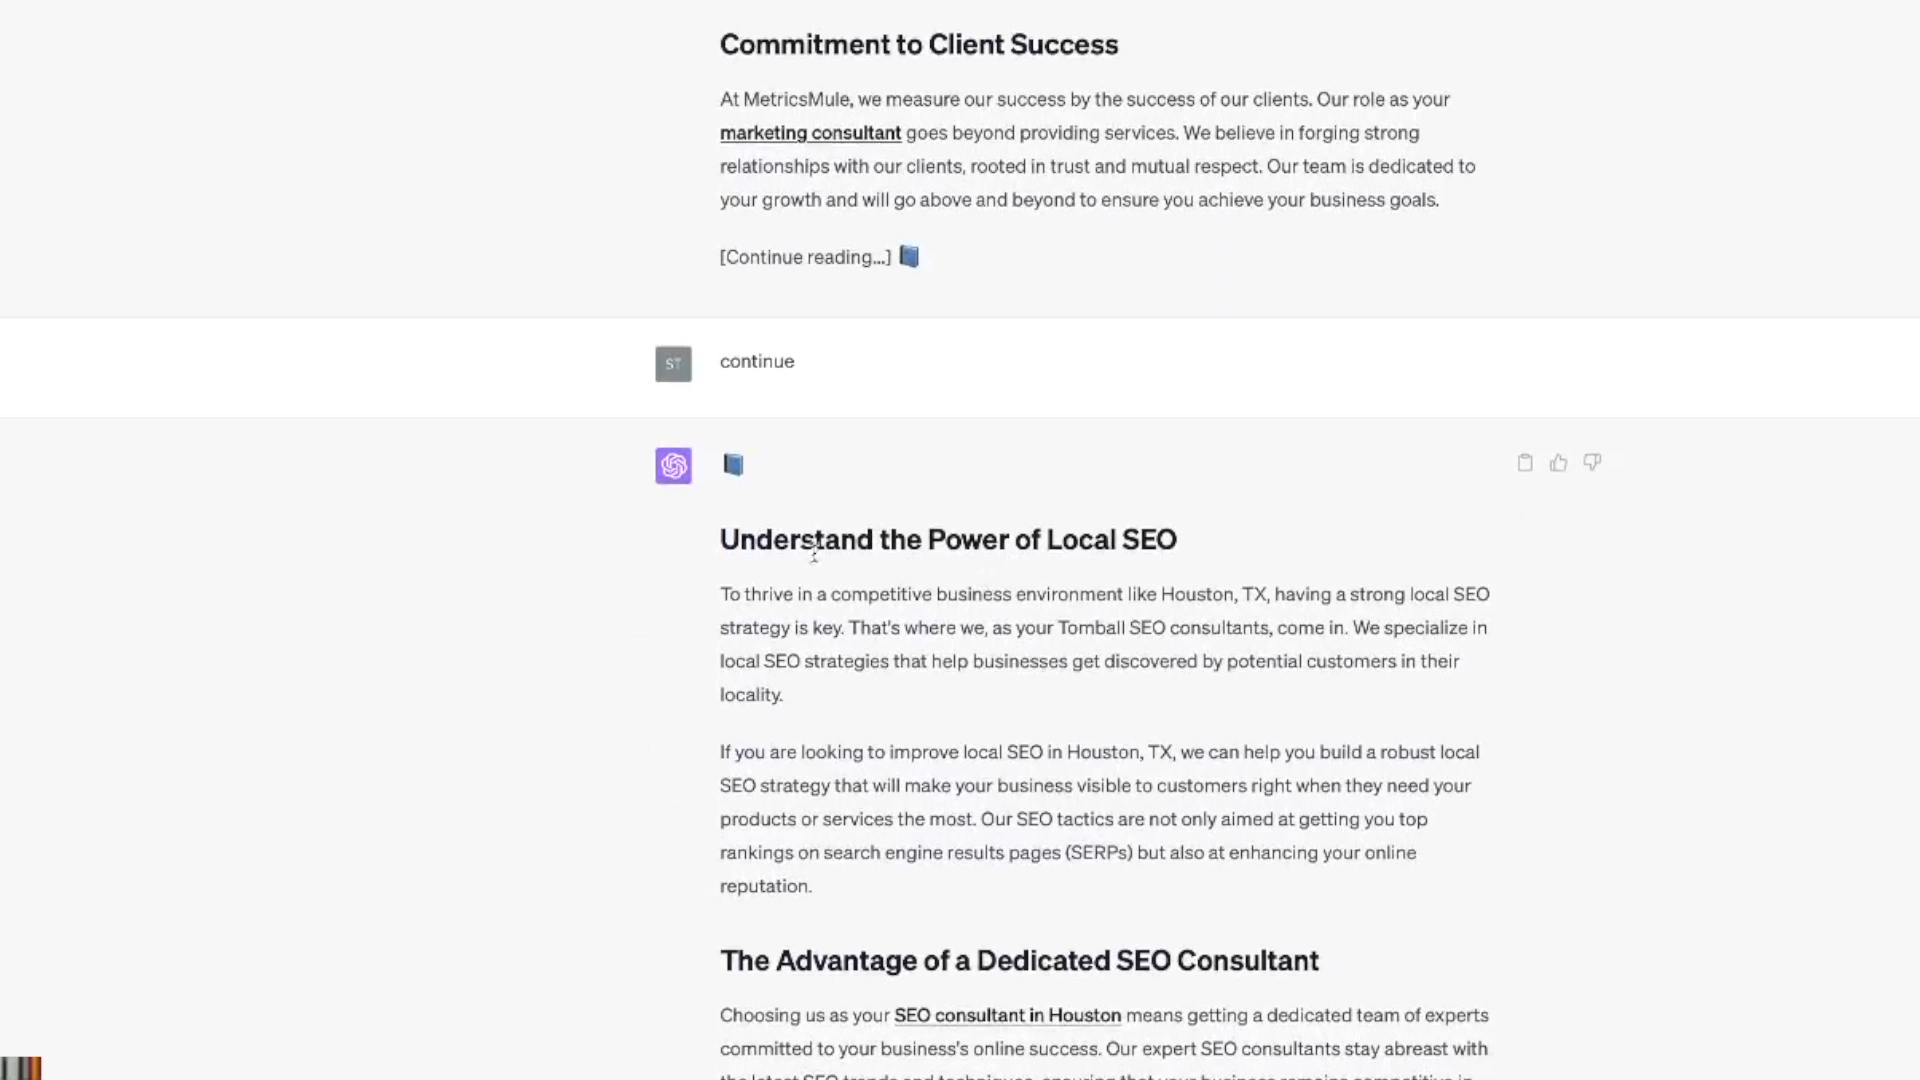 Commitment to Client Success
At MetricsMule, we measure our success by the success of our clients. Our role as your
marketing consultant goes beyond providing services. We believe in forging strong
relationships with our clients, rooted in trust and mutual respect. Our team is dedicated to
your growth and will go above and beyond to ensure you achieve your business goals.
[Continue reading...]
ST
continue
Understand the Power of Local SEO
To thrive in a competitive business environment like Houston, TX, having a strong local SEO
strategy is key. That's where we, as your Tomball SEO consultants, come in. We specialize in
local SEO strategies that help businesses get discovered by potential customers in their
locality.
If you are looking to improve local SEO in Houston, TX, we can help you build a robust local
SEO strategy that will make your business visible to customers right when they need your
products or services the most. Our SEO tactics are not only aimed at getting you top
rankings on search engine results pages (SERPs) but also at enhancing your online
reputation.
The Advantage of a Dedicated SEO Consultant
Choosing us as your SEO consultant in Houston means getting a dedicated team of experts
committed to your business's online success. Our expert SEO consultants stay abreast with